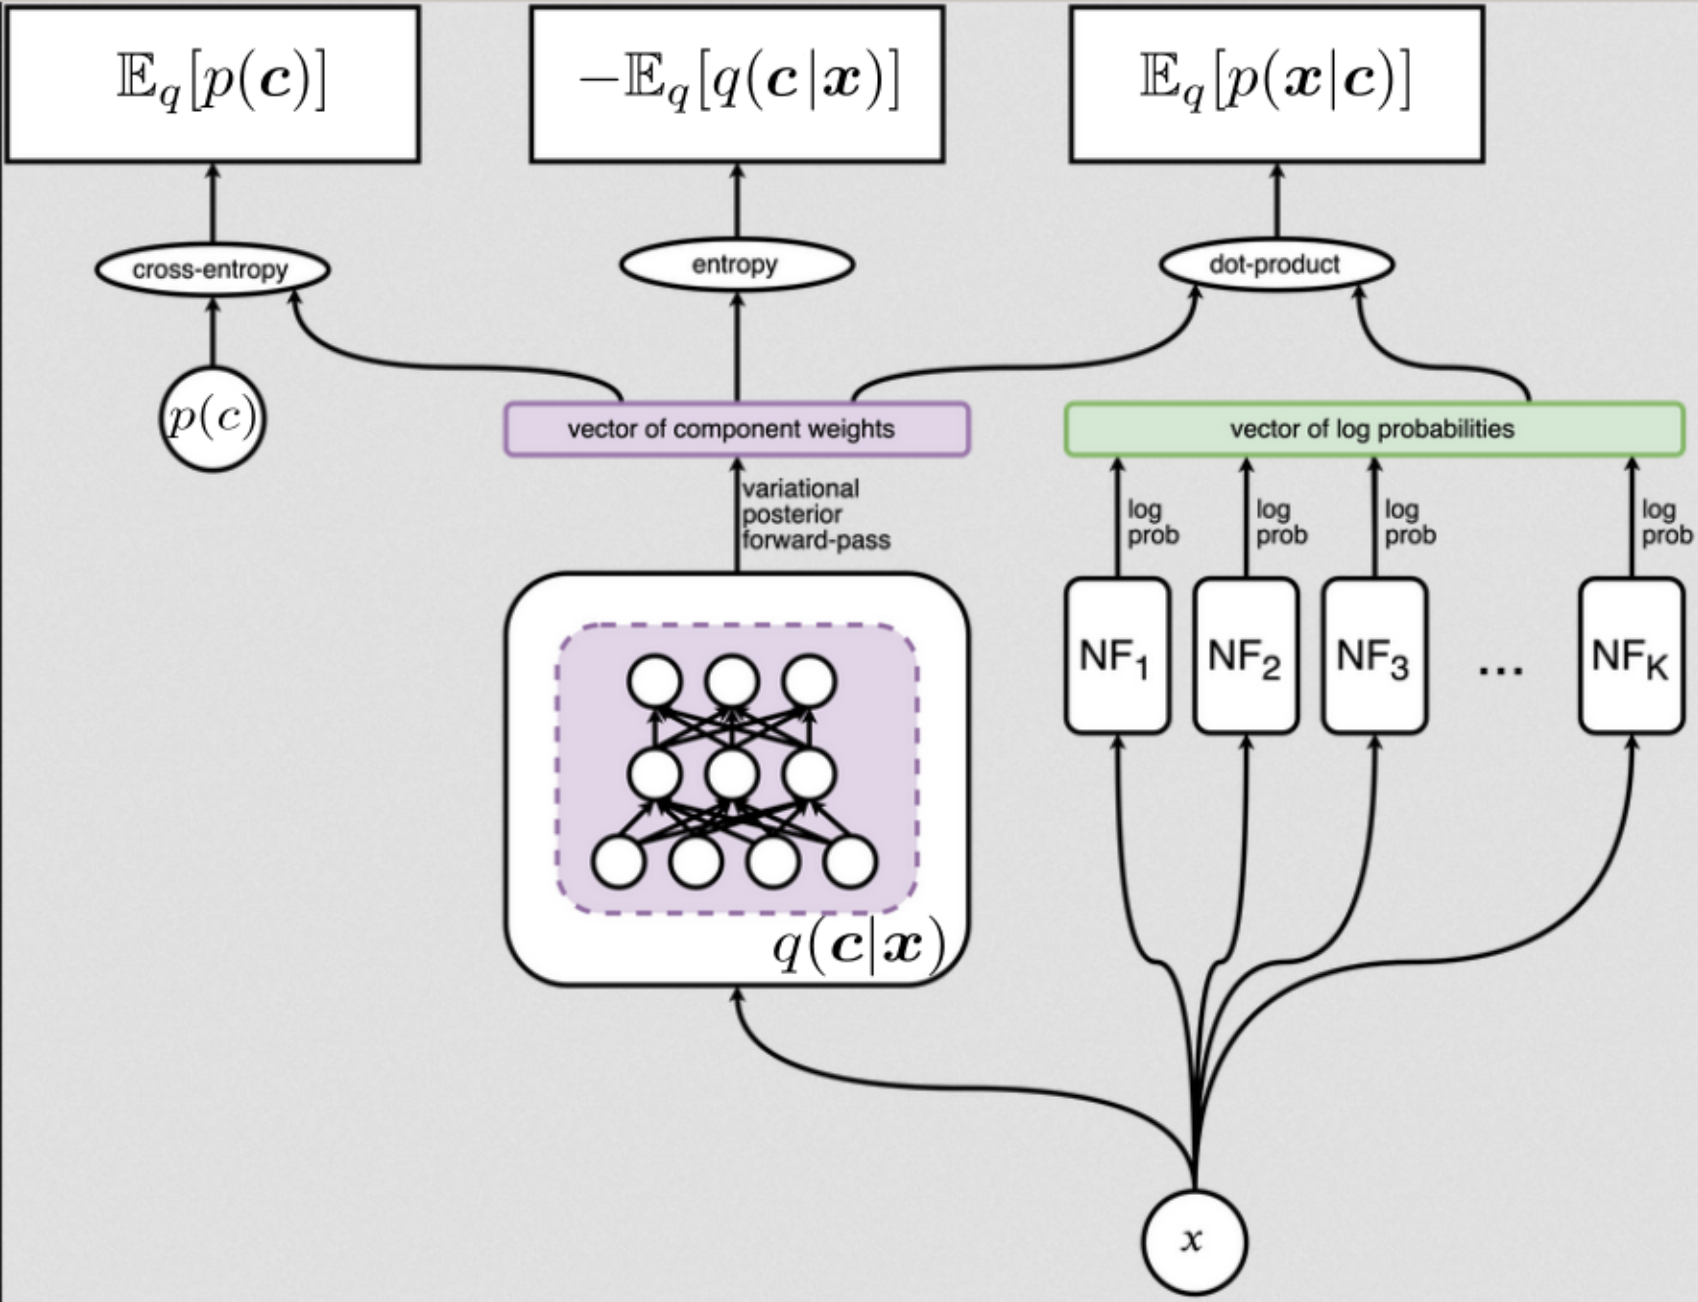 𝔼_q[p(𝒄)]
−𝔼_q[q(𝒄|𝒙)]
𝔼_q[p(𝒙|𝒄)]
cross-entropy
entropy
dot-product
p(c)
vector of component weights
vector of log probabilities
variational
posterior
forward-pass
log
prob
log
prob
log
prob
log
prob
NF₁
NF₂
NF₃
...
NF_K
q(𝒄|𝒙)
x